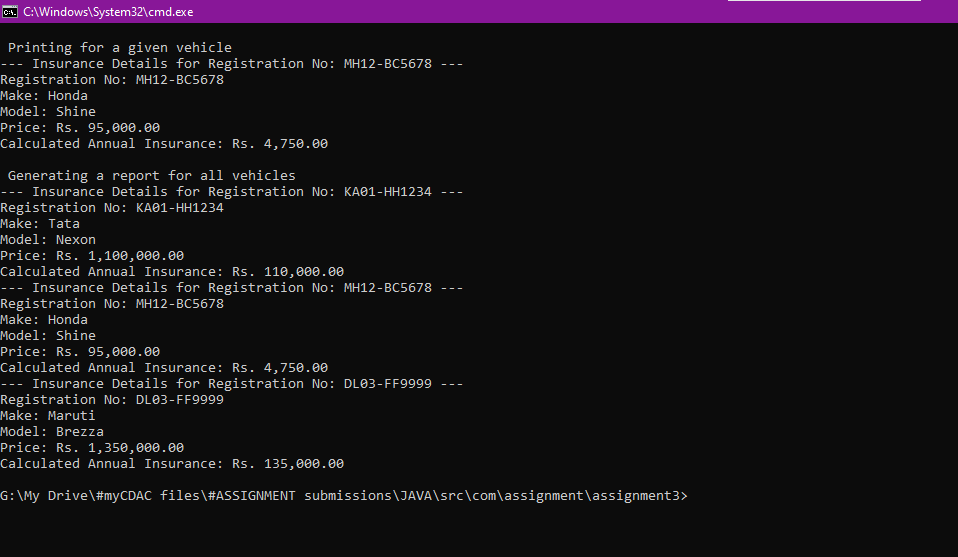 C:\Windows\System32\cmd.exe
Printing for a given vehicle
--- Insurance Details for Registration No: MH12-BC5678 ---
Registration No: MH12-BC5678
Make: Honda
Model: Shine
Price: Rs. 95,000.00
Calculated Annual Insurance: Rs. 4,750.00
Generating a report for all vehicles
--- Insurance Details for Registration No: KA01-HH1234 ---
Registration No: KA01-HH1234
Make: Tata
Model: Nexon
Price: Rs. 1,100,000.00
Calculated Annual Insurance: Rs. 110,000.00
--- Insurance Details for Registration No: MH12-BC5678 ---
Registration No: MH12-BC5678
Make: Honda
Model: Shine
Price: Rs. 95,000.00
Calculated Annual Insurance: Rs. 4,750.00
--- Insurance Details for Registration No: DL03-FF9999 ---
Registration No: DL03-FF9999
Make: Maruti
Model: Brezza
Price: Rs. 1,350,000.00
Calculated Annual Insurance: Rs. 135,000.00
G:\My Drive\#myCDAC files\#ASSIGNMENT submissions\JAVA\src\com\assignment\assignment3>